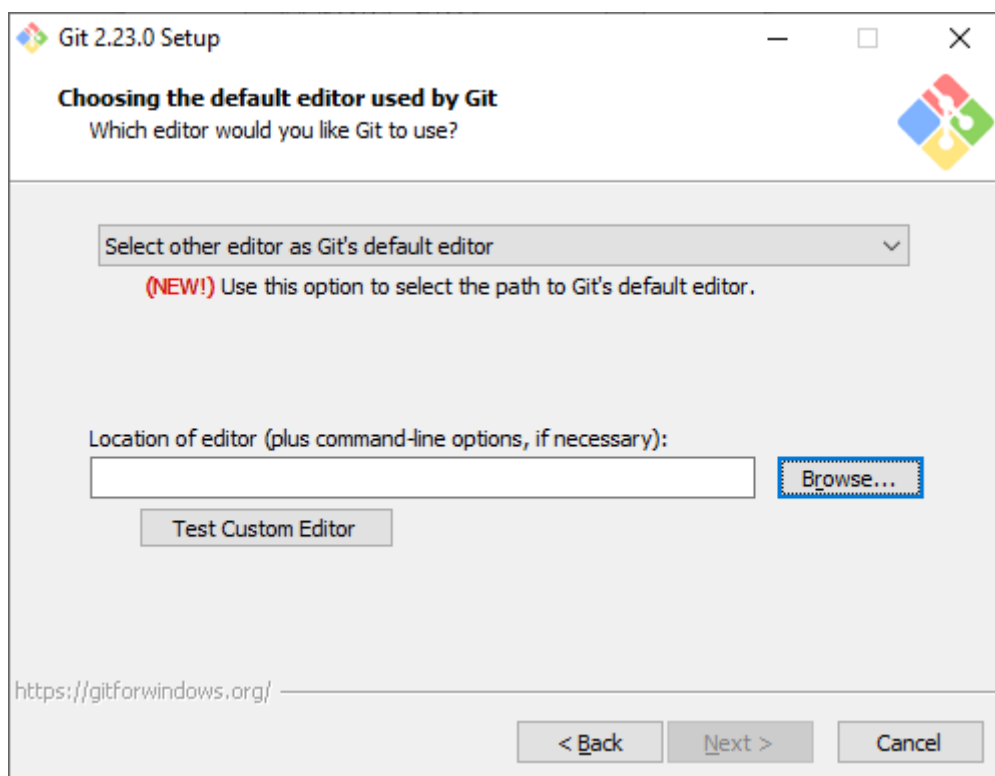 Git 2.23.0 Setup
Choosing the default editor used by Git
Which editor would you like Git to use?
Select other editor as Git's default editor
(NEW!) Use this option to select the path to Git's default editor.
Location of editor (plus command-line options, if necessary):
Browse...
Test Custom Editor
https://gitforwindows.org/
< Back Next > Cancel